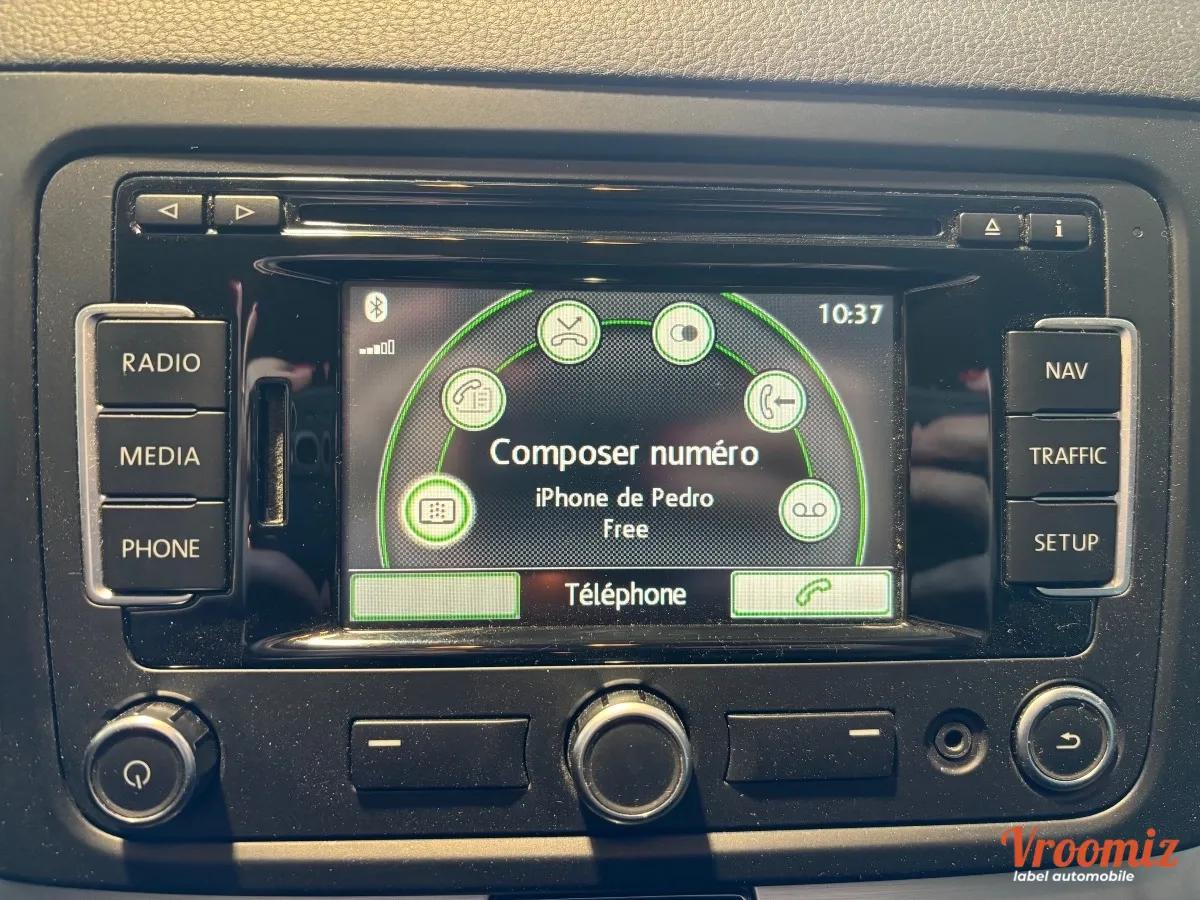 i
10:37
RADIO
NAV
MEDIA
Composer numéro
TRAFFIC
iPhone de Pedro
Free
PHONE
SETUP
Téléphone
Vroomiz
label automobile